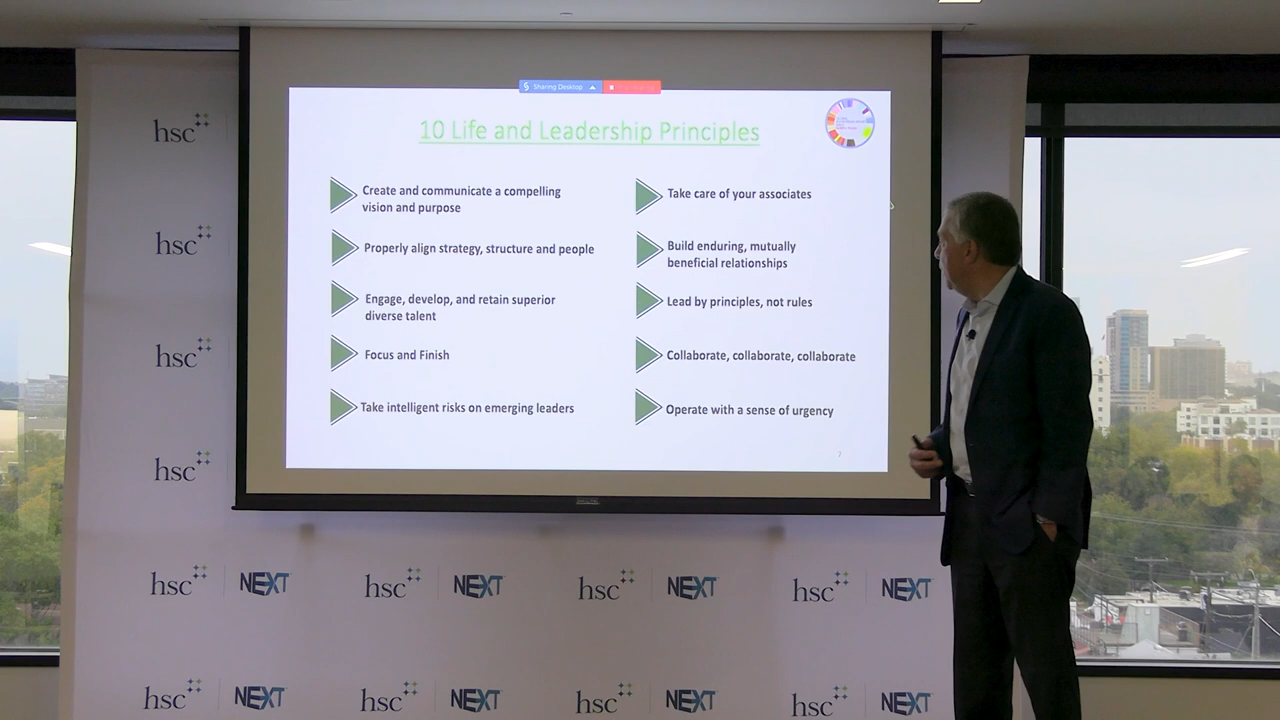 Sharing Desktop
10 Life and Leadership Principles
Create and communicate a compelling
vision and purpose
Properly align strategy, structure and people
Engage, develop, and retain superior
diverse talent
Focus and Finish
Take intelligent risks on emerging leaders
Take care of your associates
Build enduring, mutually
beneficial relationships
Lead by principles, not rules
Collaborate, collaborate, collaborate
Operate with a sense of urgency
7
hsc
hsc
hsc
hsc
hsc NEXT hsc NEXT hsc NEXT hsc NEXT
hsc NEXT hsc NEXT hsc NEXT hsc NEXT